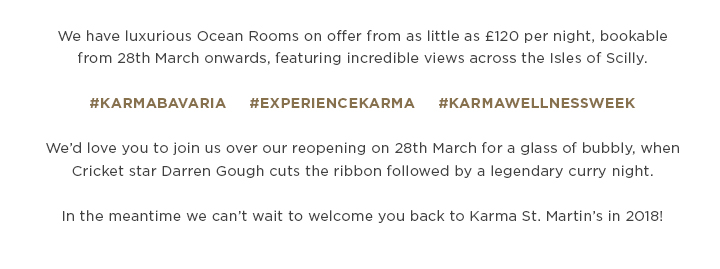 We have luxurious Ocean Rooms on offer from as little as £120 per night, bookable
from 28th March onwards, featuring incredible views across the Isles of Scilly.
#KARMABAVARIA #EXPERIENCEKARMA #KARMAWELLNESSWEEK
We’d love you to join us over our reopening on 28th March for a glass of bubbly, when
Cricket star Darren Gough cuts the ribbon followed by a legendary curry night.
In the meantime we can’t wait to welcome you back to Karma St. Martin’s in 2018!